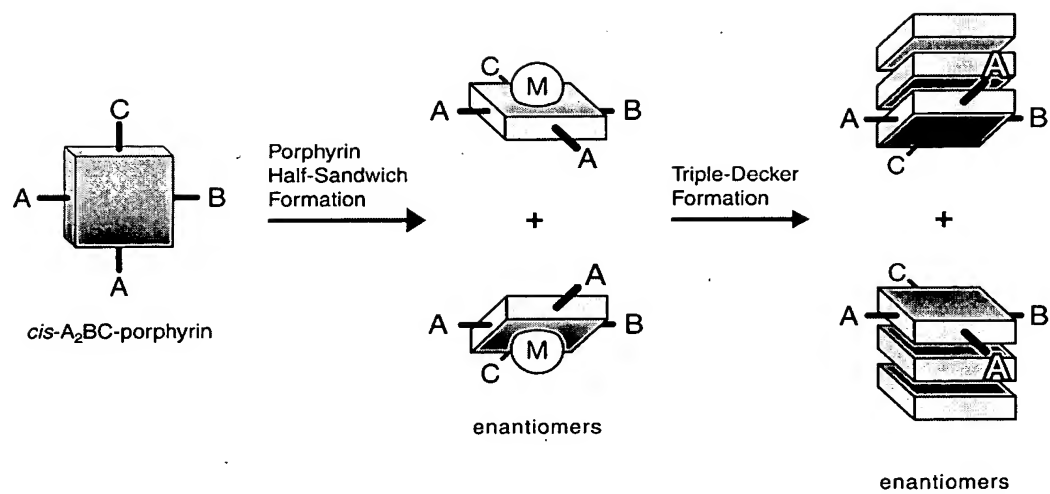 C
A
B
A
cis-A₂BC-porphyrin
Porphyrin
Half-Sandwich
Formation
C
M
A
B
A
+
A
A
B
M
C
enantiomers
Triple-Decker
Formation
A
A
B
C
+
C
A
B
A
enantiomers